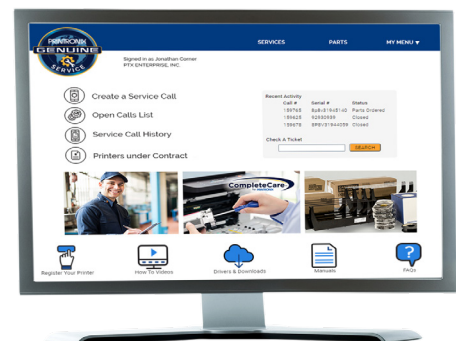 PRINTRONIX
GENUINE
SERVICE
Signed in as Jonathan Corner
PTX ENTERPRISE, INC.
SERVICES PARTS MY MENU ▼
Create a Service Call
Open Calls List
Service Call History
Printers under Contract
Recent Activity
Call # Serial # Status
Parts Ordered
Closed
Closed
Check A Ticket
SEARCH
CompleteCare
Register Your Printer
How To Videos
Drivers & Downloads
Manuals
FAQs